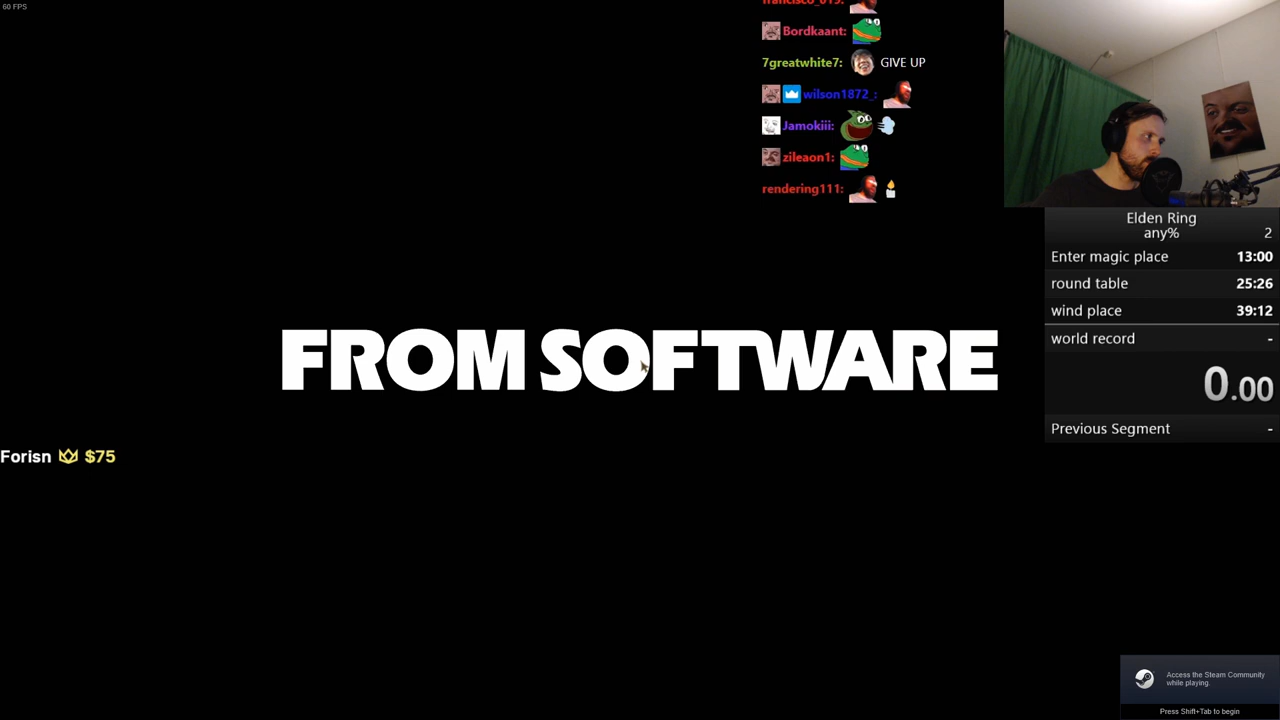 60 FPS
Bordkaant:
7greatwhite7: GIVE UP
wilson1872_:
Jamokiii:
zileaon1:
rendering111:
Elden Ring
any% 2
Enter magic place 13:00
round table 25:26
wind place 39:12
world record -
0.00
Previous Segment -
FROM SOFTWARE
Forisn $75
Access the Steam Community
while playing.
Press Shift+Tab to begin